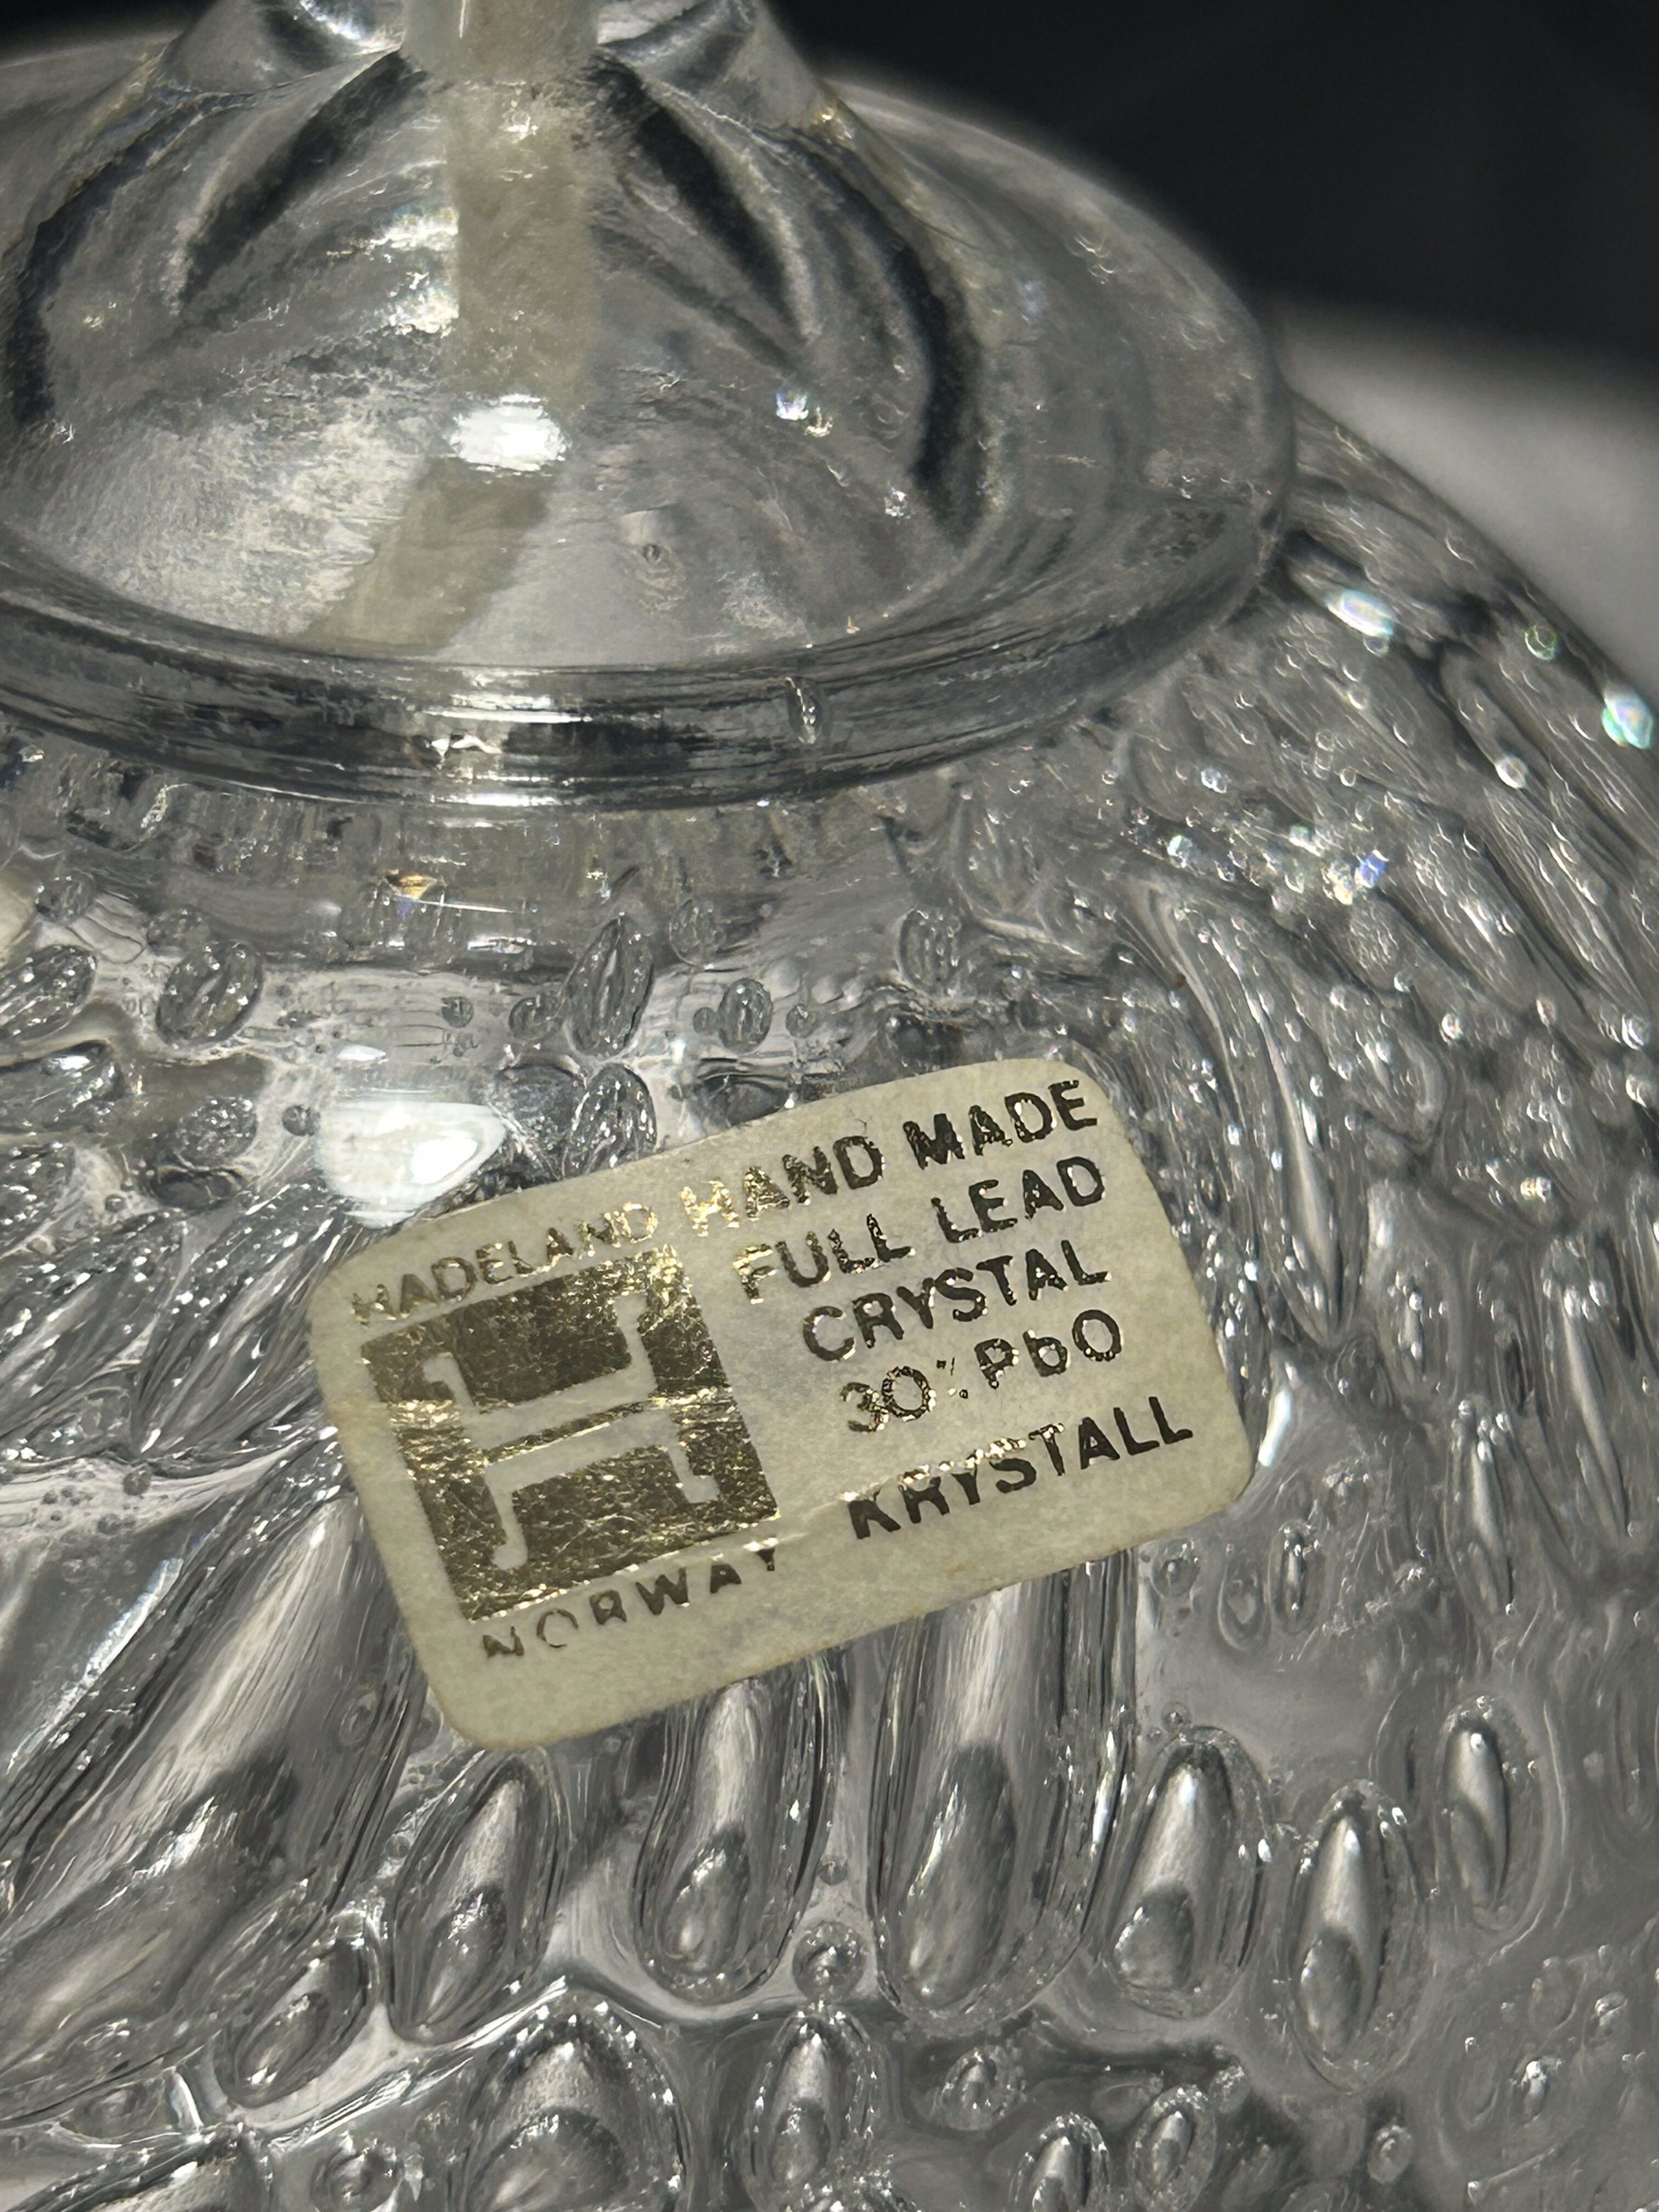 HADELAND HAND MADE
FULL LEAD
CRYSTAL
30% PbO
KRYSTALL
NORWAY